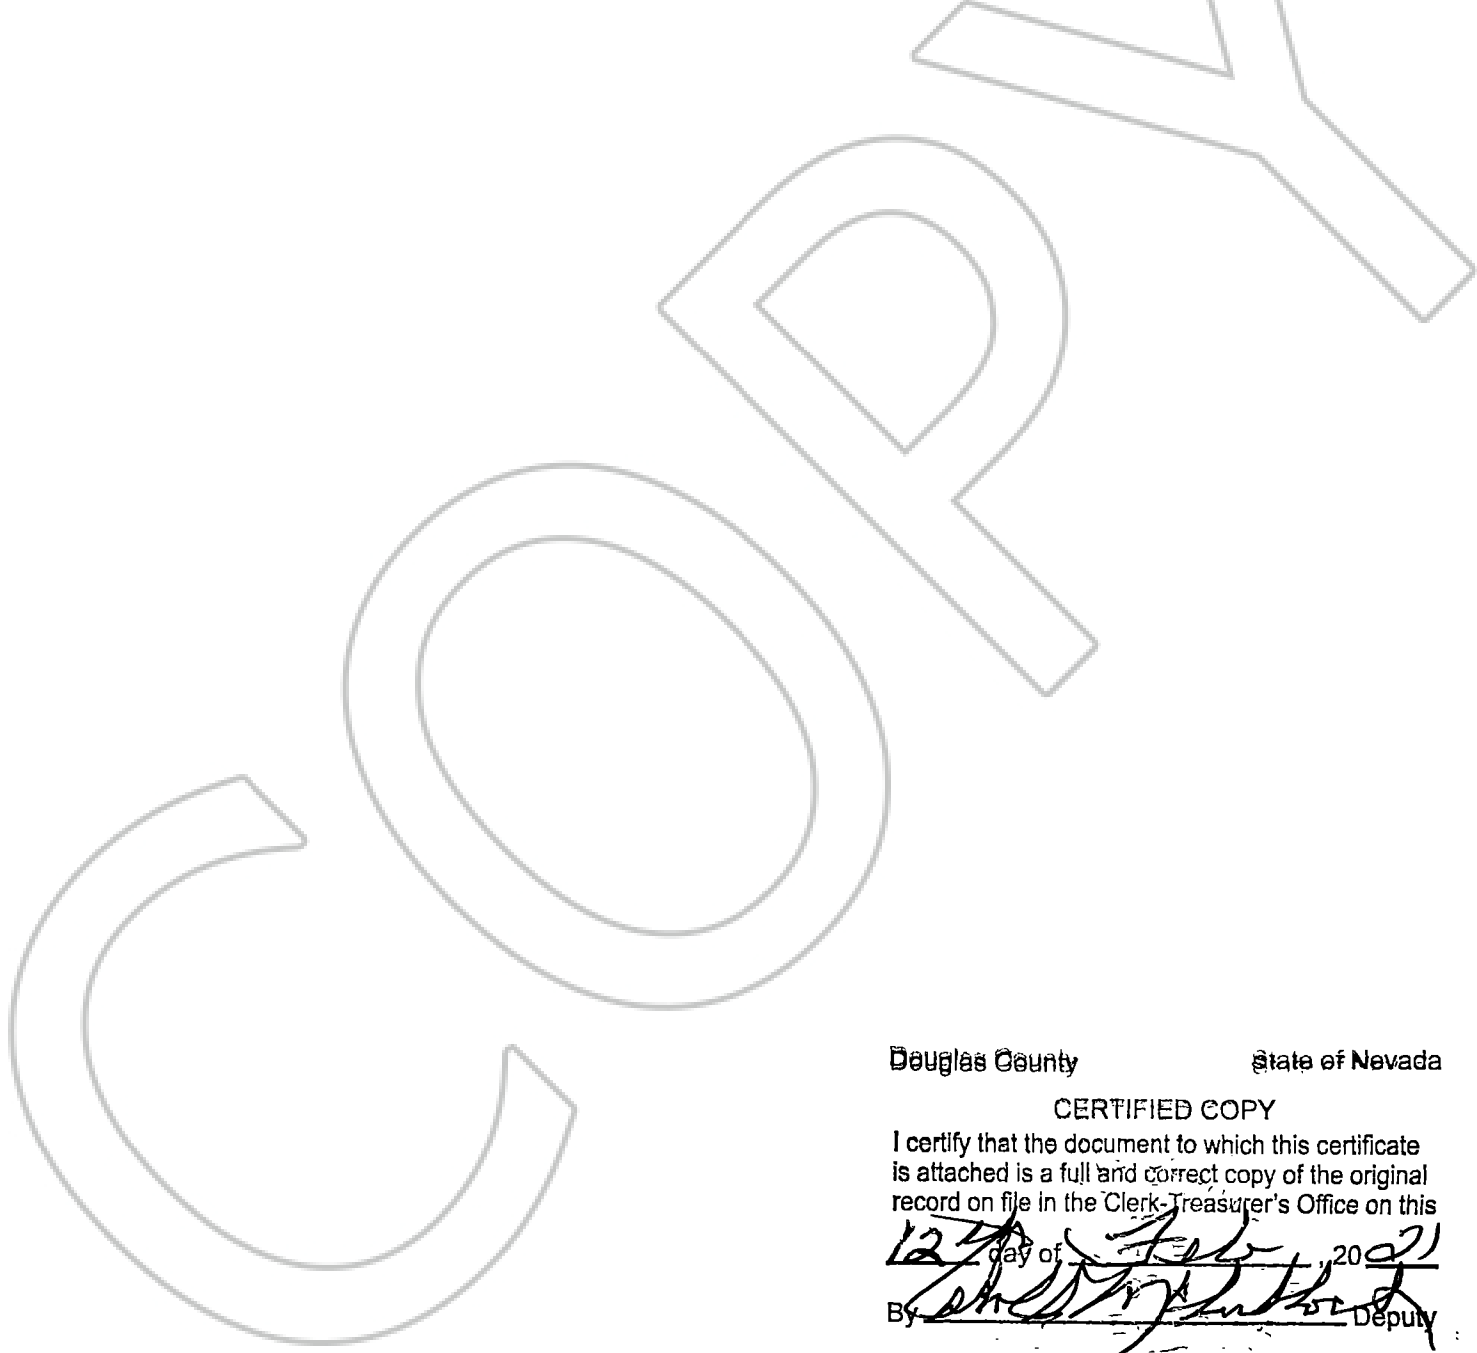 COPY
Douglas County State of Nevada
CERTIFIED COPY
I certify that the document to which this certificate
is attached is a full and correct copy of the original
record on file in the Clerk-Treasurer's Office on this
12th day of Feb , 20 21
By Deputy